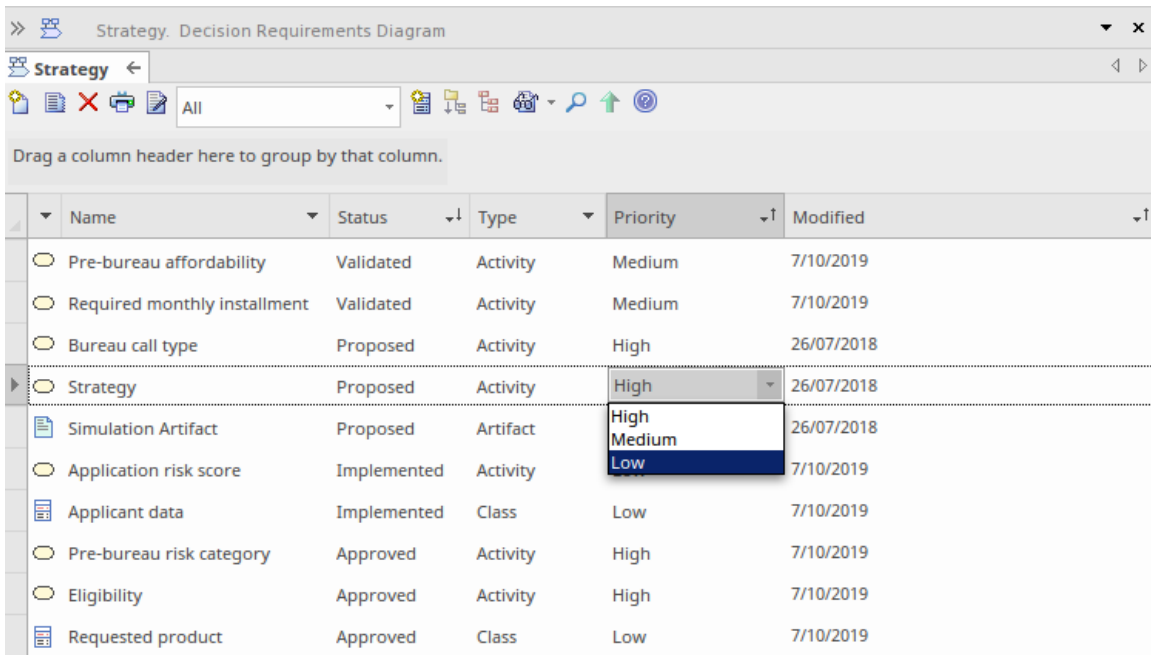 Strategy. Decision Requirements Diagram
Strategy
All
Drag a column header here to group by that column.
Name Status Type Priority Modified
Pre-bureau affordability Validated Activity Medium 7/10/2019
Required monthly installment Validated Activity Medium 7/10/2019
Bureau call type Proposed Activity High 26/07/2018
Strategy Proposed Activity High 26/07/2018
High
Simulation Artifact Proposed Artifact Medium 26/07/2018
Low
Application risk score Implemented Activity 7/10/2019
Applicant data Implemented Class Low 7/10/2019
Pre-bureau risk category Approved Activity High 7/10/2019
Eligibility Approved Activity High 7/10/2019
Requested product Approved Class Low 7/10/2019